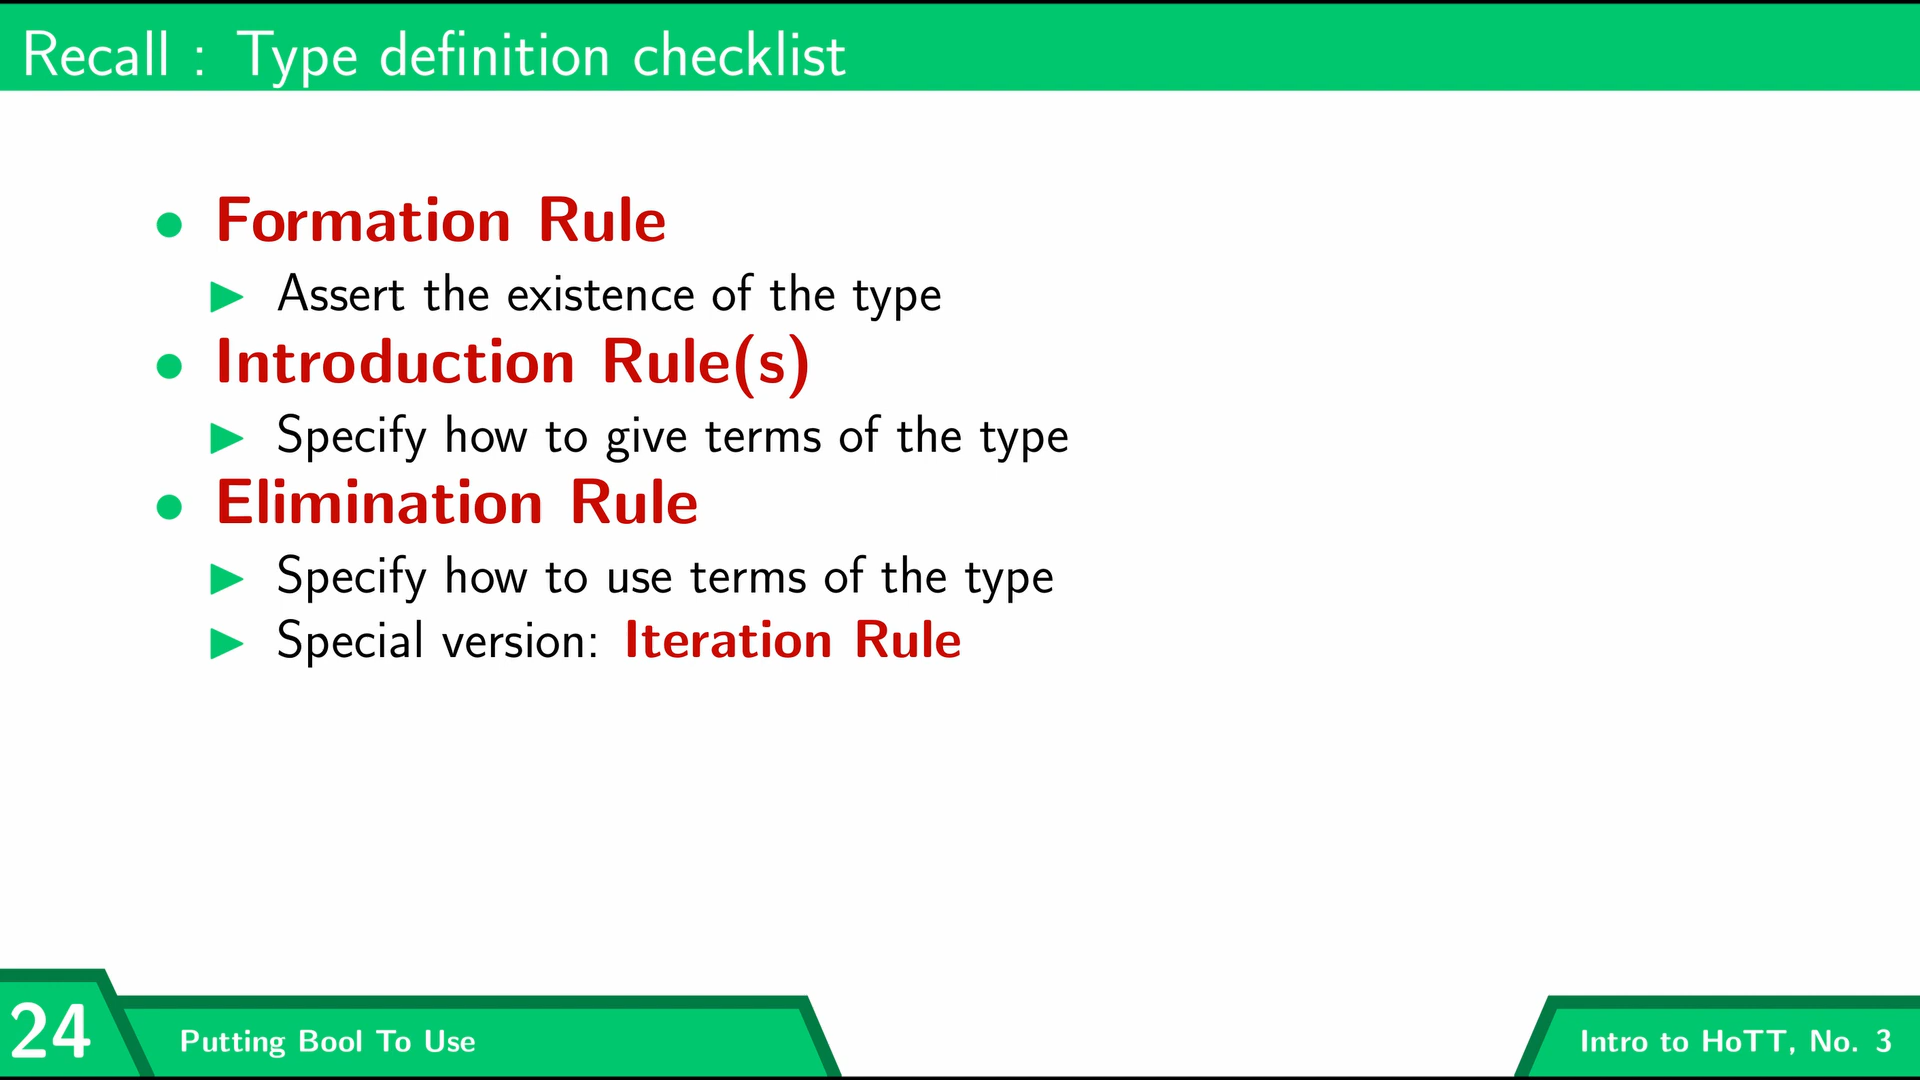 Recall : Type definition checklist
• Formation Rule
▶ Assert the existence of the type
• Introduction Rule(s)
▶ Specify how to give terms of the type
• Elimination Rule
▶ Specify how to use terms of the type
▶ Special version: Iteration Rule
24
Putting Bool To Use
Intro to HoTT, No. 3